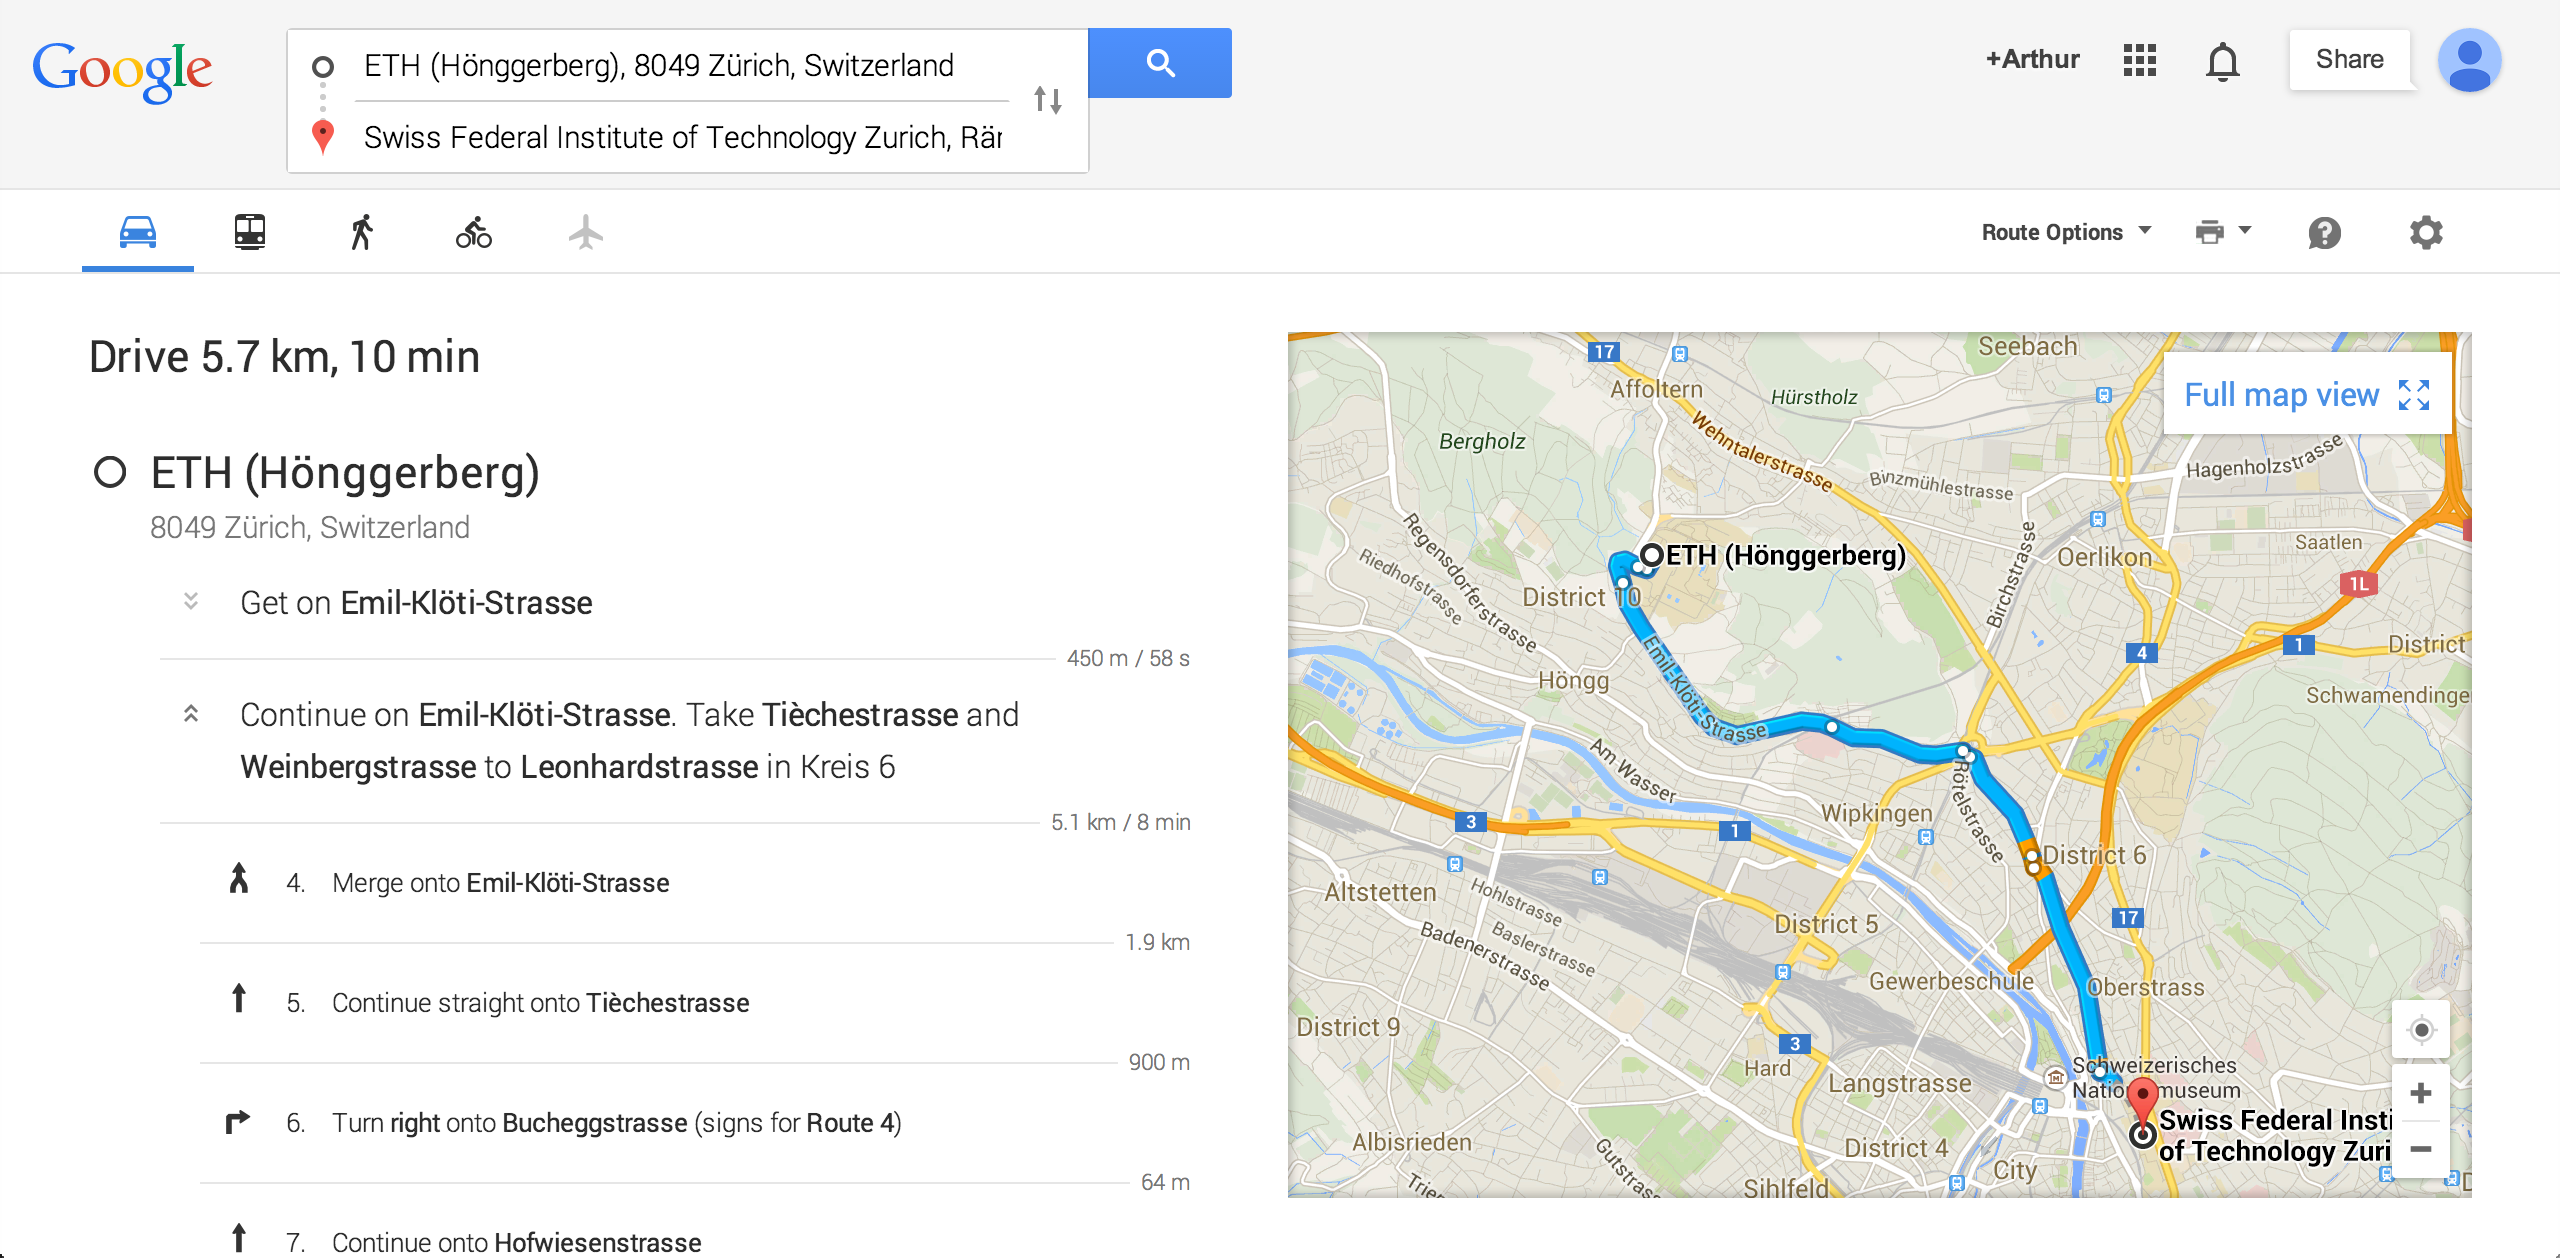 Google
ETH (Hönggerberg), 8049 Zürich, Switzerland
Swiss Federal Institute of Technology Zurich, Rär
+Arthur
Share
Route Options
Drive 5.7 km, 10 min
ETH (Hönggerberg)
8049 Zürich, Switzerland
Get on Emil-Klöti-Strasse
450 m / 58 s
Continue on Emil-Klöti-Strasse. Take Tièchestrasse and
Weinbergstrasse to Leonhardstrasse in Kreis 6
5.1 km / 8 min
4. Merge onto Emil-Klöti-Strasse
1.9 km
5. Continue straight onto Tièchestrasse
900 m
6. Turn right onto Bucheggstrasse (signs for Route 4)
64 m
7. Continue onto Hofwiesenstrasse
17
Seebach
Full map view
Affoltern
Hürstholz
Bergholz
Wehntalerstrasse
Binzmühlestrasse
Hagenholzstrasse
Regensdorferstrasse
Riedhofstrasse
ETH (Hönggerberg)
Birchstrasse
Oerlikon
Saatlen
1L
District 10
Emil-Klöti-Strasse
4
1
District
Höngg
Schwamendinge
Am Wasser
Rötelstrasse
Wipkingen
3
1
District 6
Altstetten
Hohlstrasse
Baslerstrasse
Badenerstrasse
District 5
17
Gewerbeschule
Oberstrass
District 9
3
Hard
Langstrasse
Schweizerisches
Nationalmuseum
Swiss Federal Insti
of Technology Zuri
Albisrieden
Gutstrass
District 4
City
Trie
Sihlfeld
D